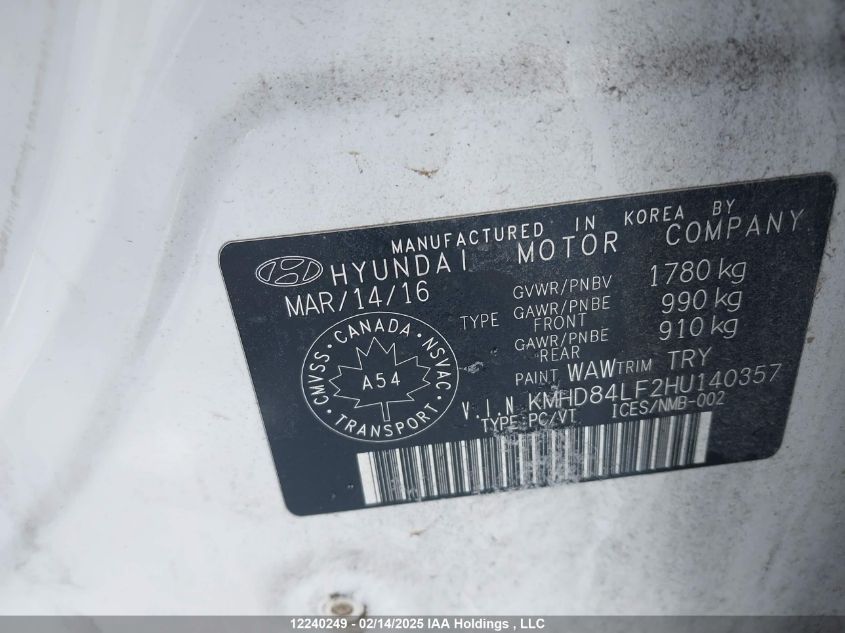 MANUFACTURED IN KOREA BY
HYUNDAI MOTOR COMPANY
MAR/14/16
GVWR/PNBV 1780 kg
TYPE GAWR/PNBE FRONT 990 kg
GAWR/PNBE REAR 910 kg
PAINT WAW TRIM TRY
V.I.N KMHD84LF2HU140357
TYPE:PC/VT ICES/NMB-002
CMVSS • CANADA • NSVAC • TRANSPORT •
A54
12240249 - 02/14/2025 IAA Holdings , LLC